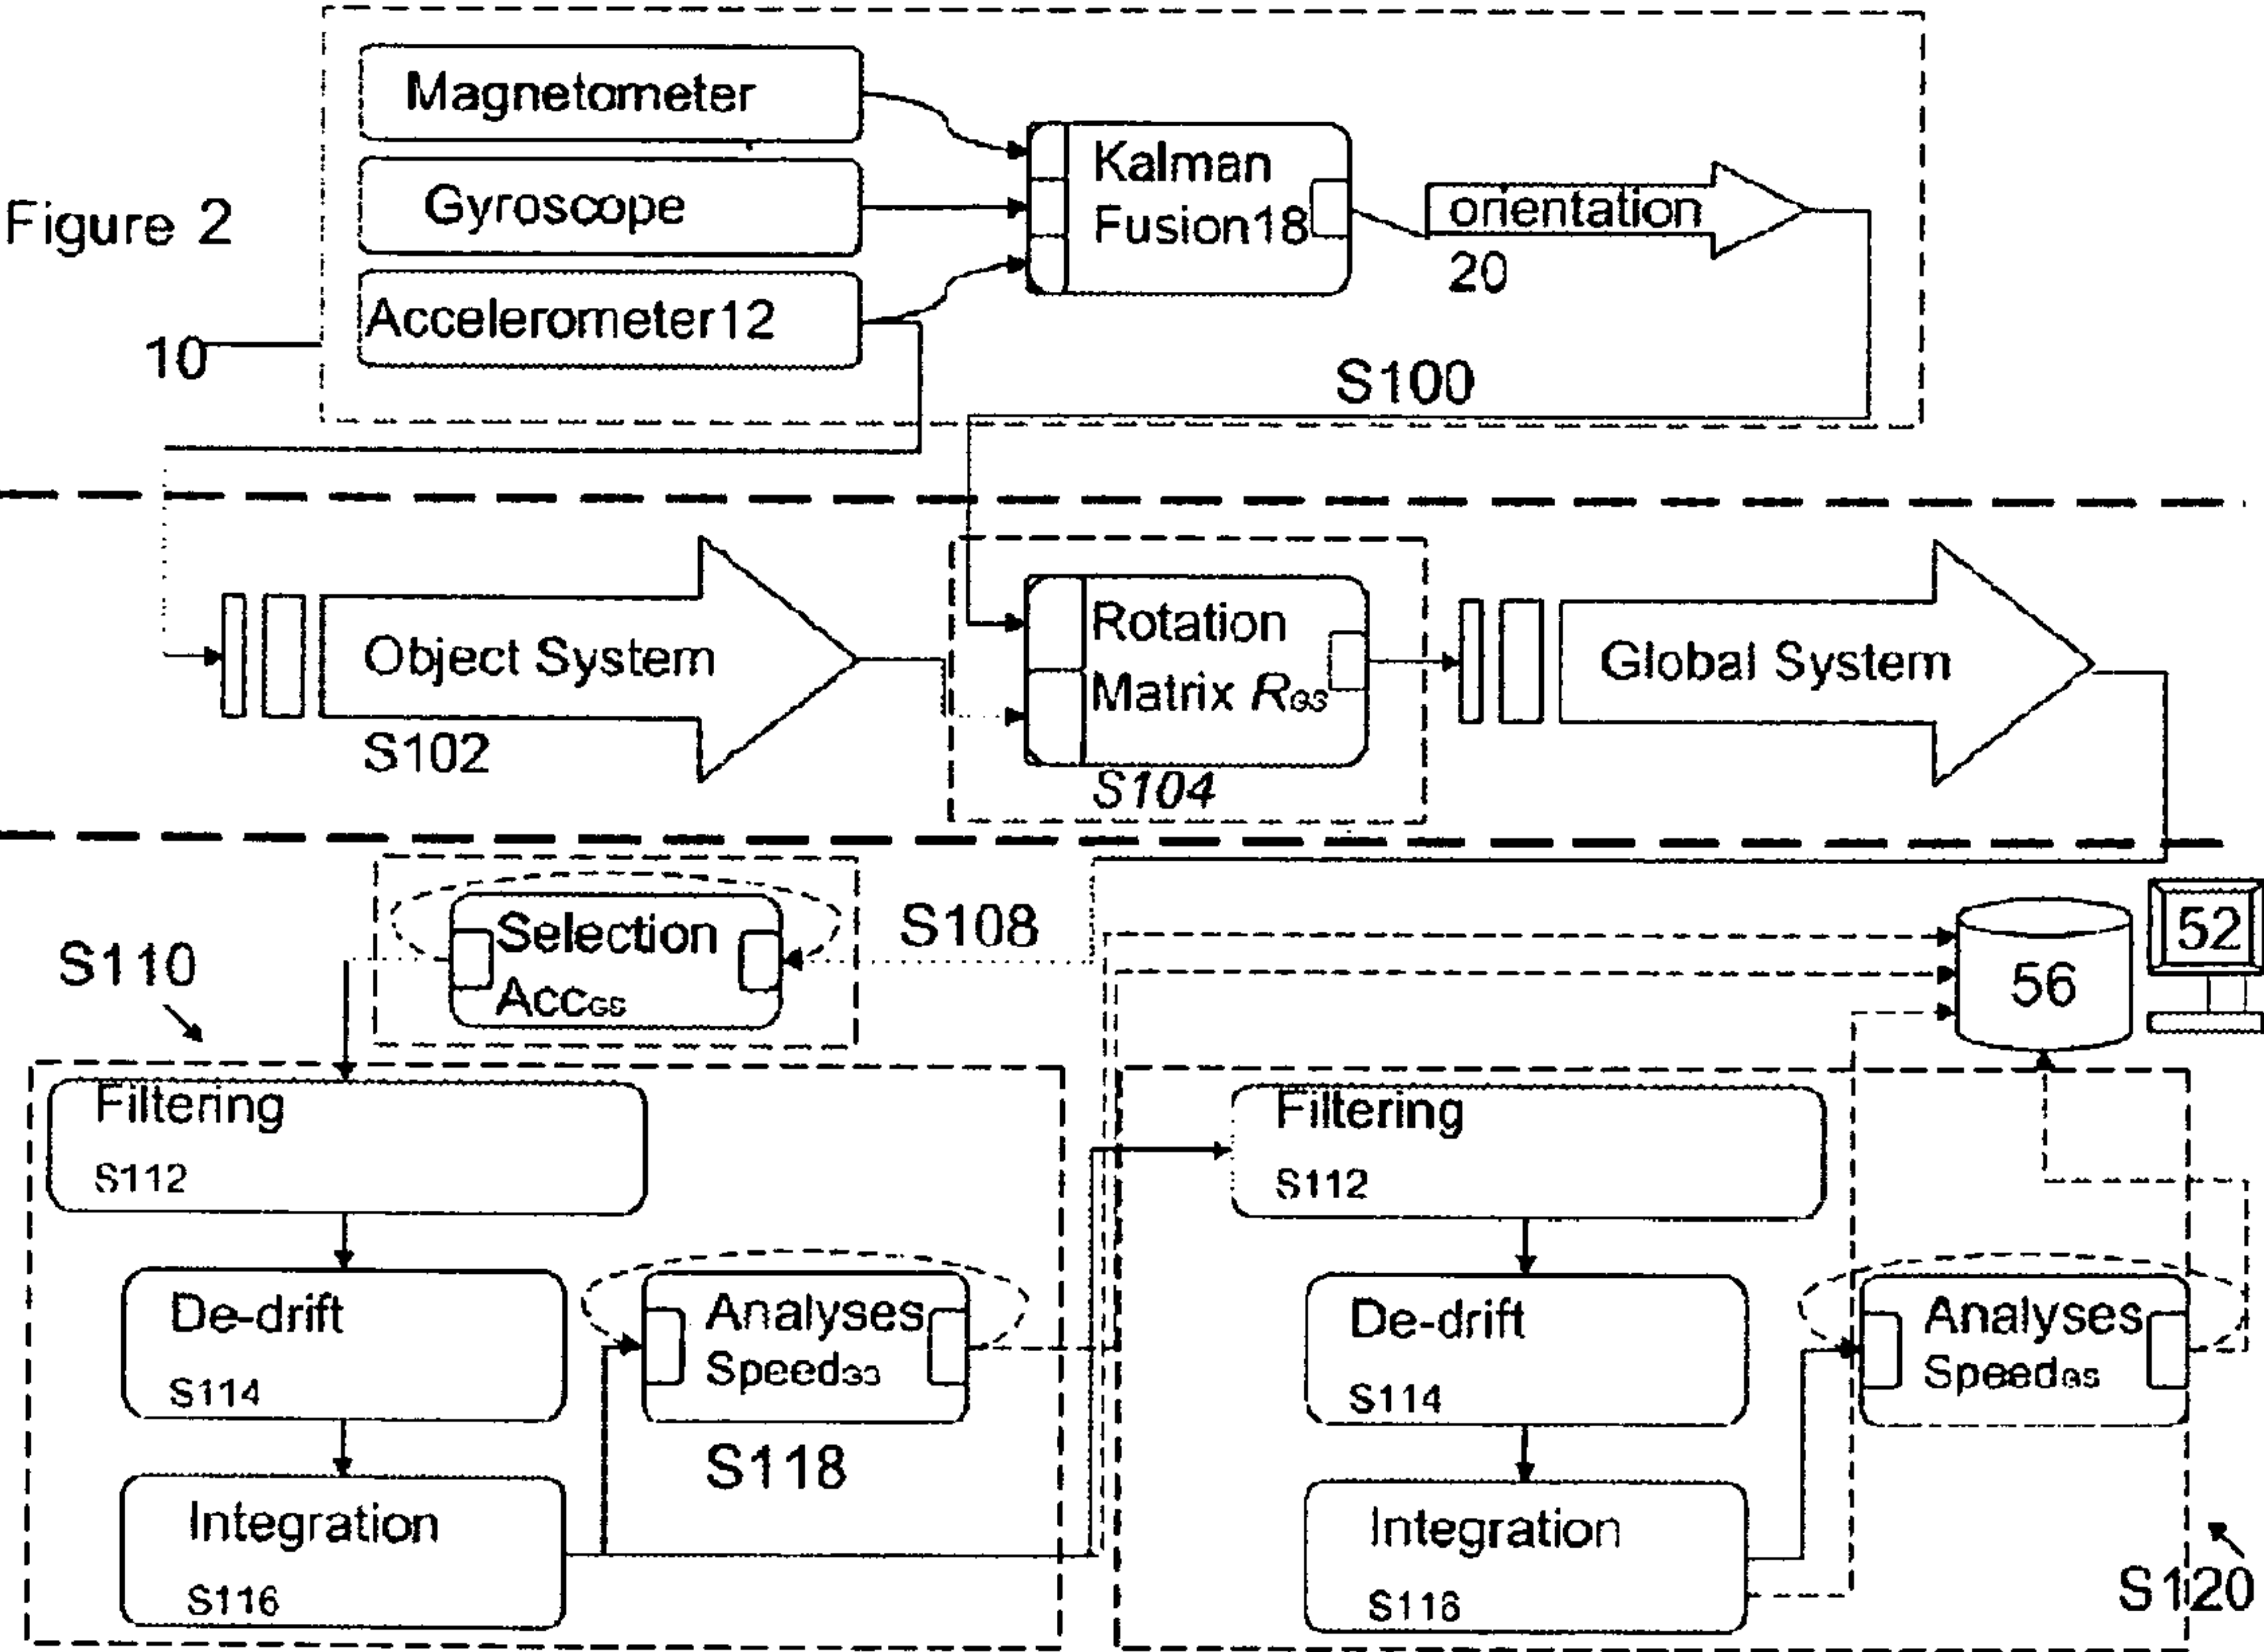 Figure 2
Magnetometer
Gyroscope
Accelerometer12
10
Kalman
Fusion18
orientation
20
S100
Object System
S102
Rotation
Matrix RGS
S104
Global System
Selection
AccGS
S108
S110
52
56
Filtering
S112
De-drift
S114
Integration
S116
Analyses
Speed
S118
Filtering
S112
De-drift
S114
Integration
S116
Analyses
SpeedGS
S120